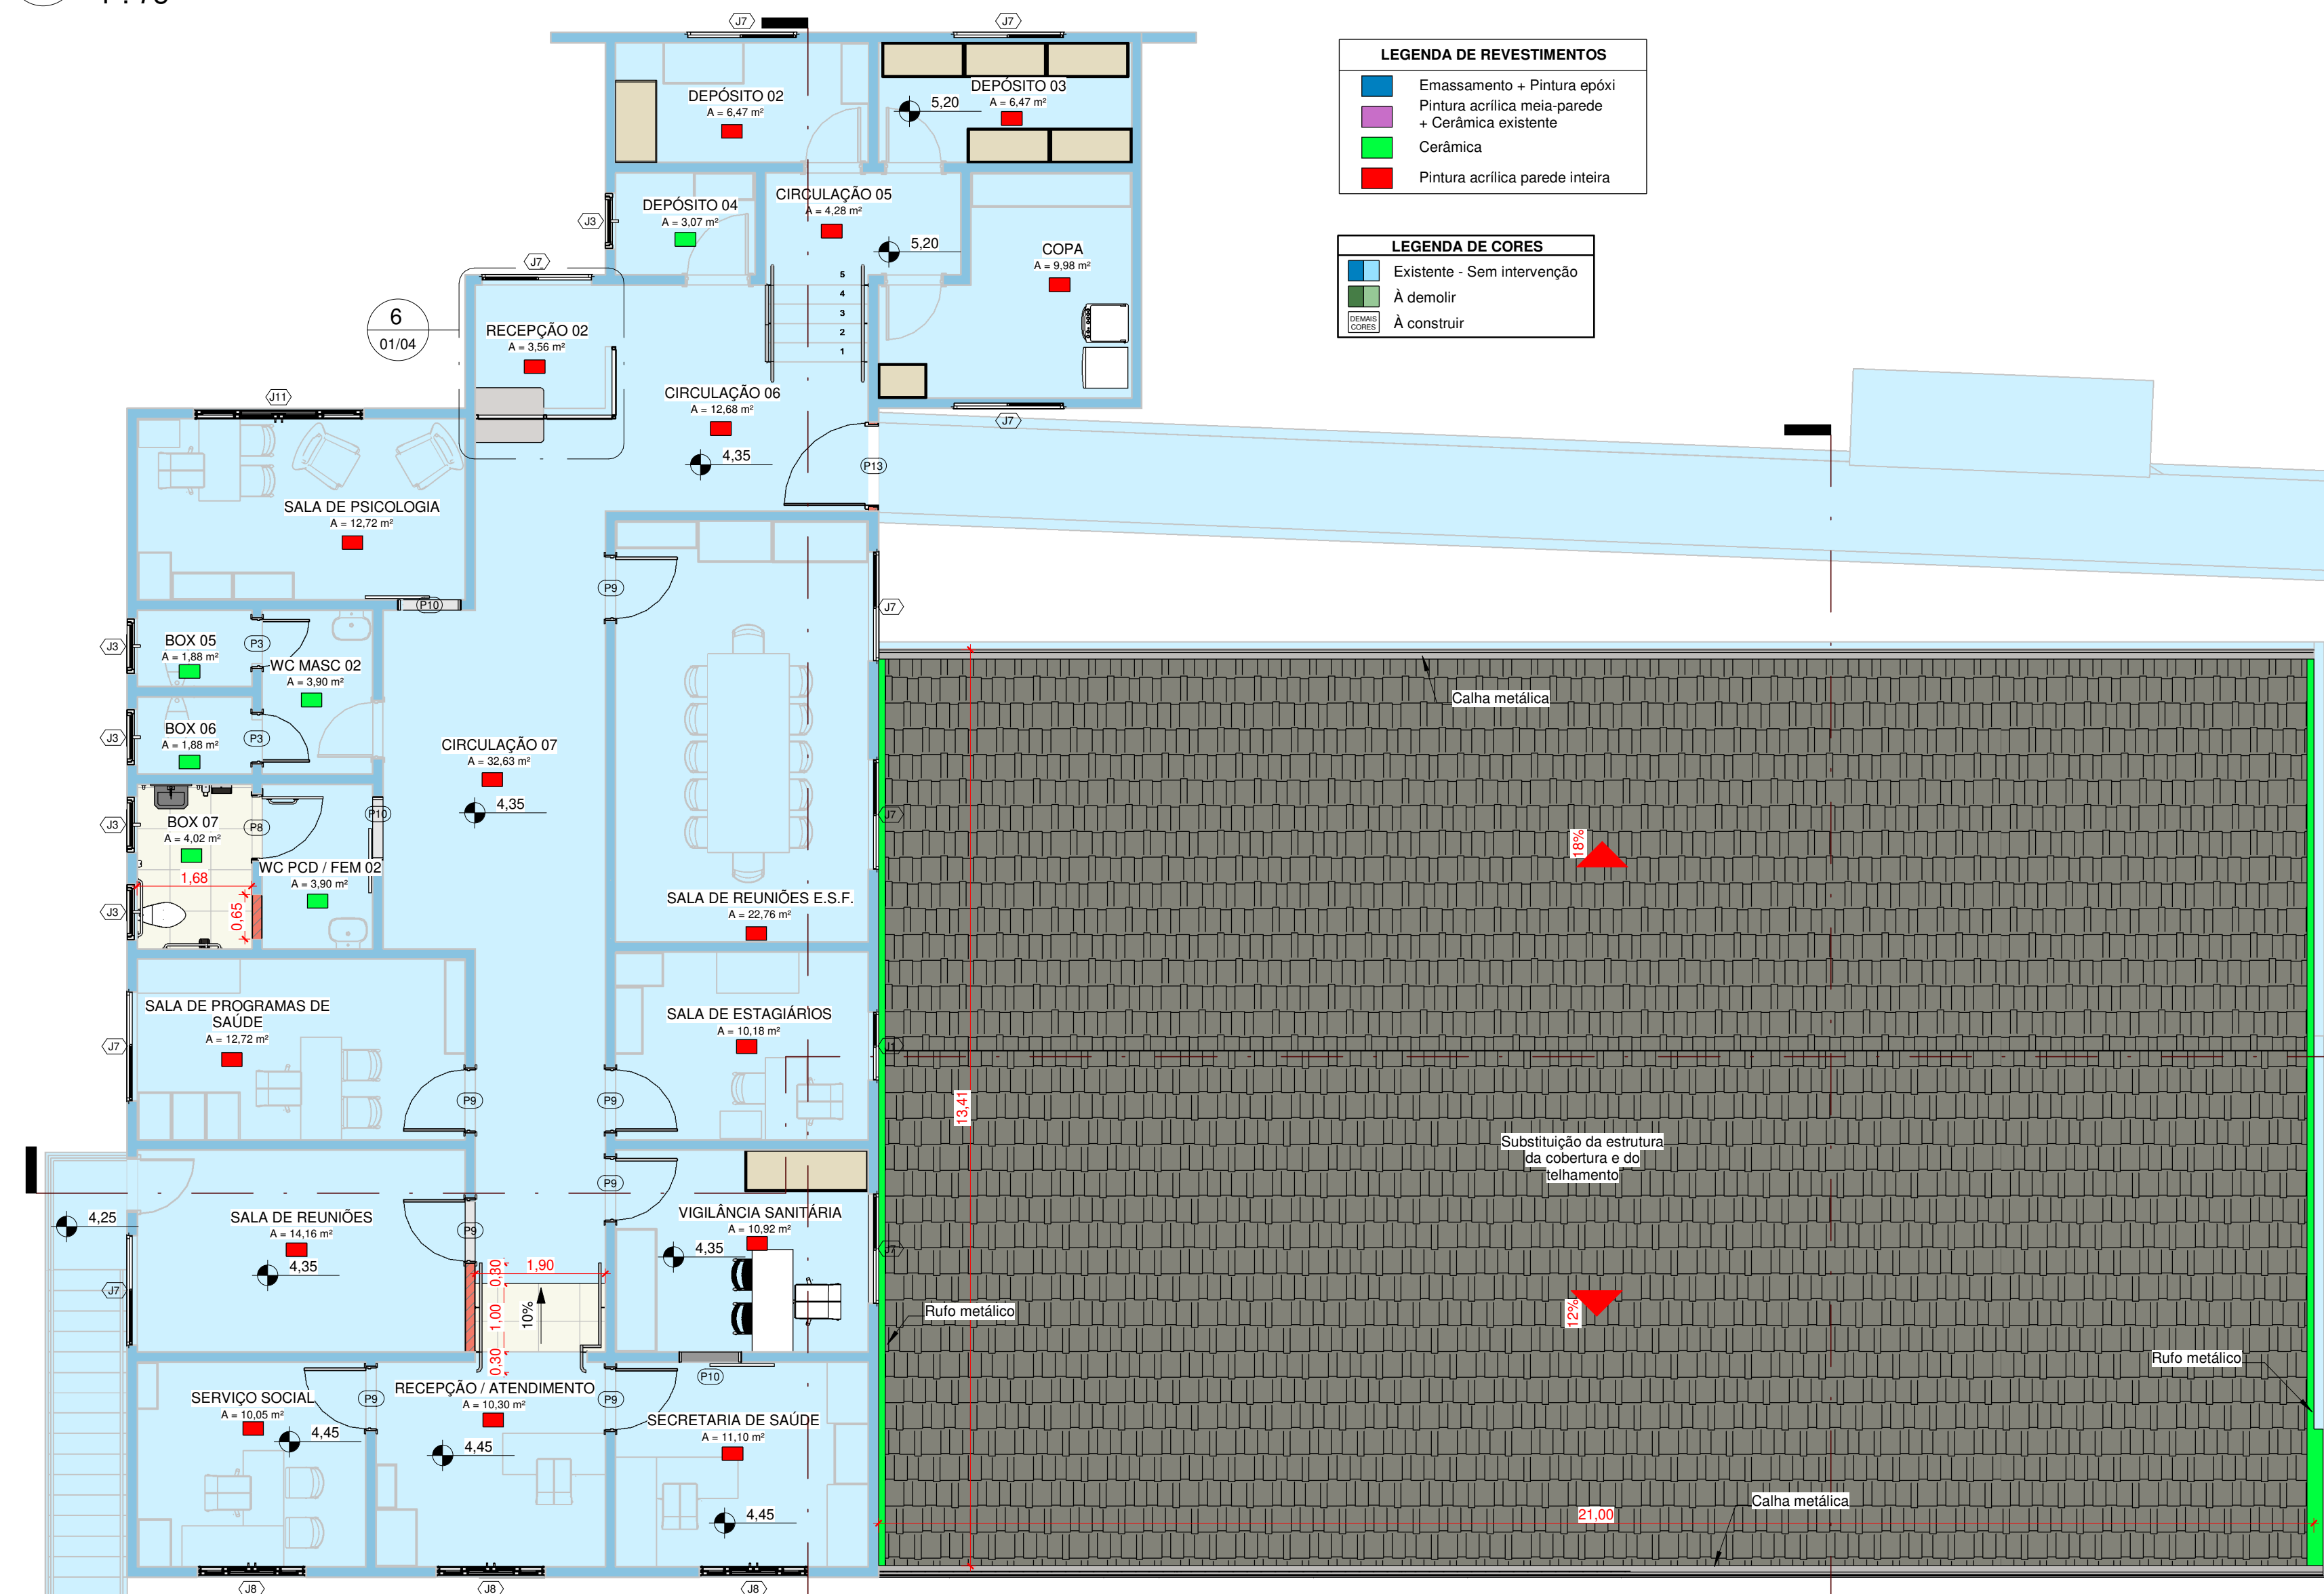 J7
J7
LEGENDA DE REVESTIMENTOS
Emassamento + Pintura epóxi
Pintura acrílica meia-parede
+ Cerâmica existente
Cerâmica
Pintura acrílica parede inteira
DEPÓSITO 02
A = 6,47 m²
DEPÓSITO 03
A = 6,47 m²
5,20
DEPÓSITO 04
A = 3,07 m²
J3
CIRCULAÇÃO 05
A = 4,28 m²
5,20
COPA
A = 9,98 m²
LEGENDA DE CORES
Existente - Sem intervenção
À demolir
DEMAIS
CORES
À construir
J7
5
4
3
2
1
6
01/04
RECEPÇÃO 02
A = 3,56 m²
CIRCULAÇÃO 06
A = 12,68 m²
4,35
J7
P13
J11
SALA DE PSICOLOGIA
A = 12,72 m²
P10
P9
J7
J3
BOX 05
A = 1,88 m²
P3
WC MASC 02
A = 3,90 m²
J3
BOX 06
A = 1,88 m²
P3
Calha metálica
CIRCULAÇÃO 07
A = 32,63 m²
4,35
J3
BOX 07
A = 4,02 m²
P8
P10
J7
18%
WC PCD / FEM 02
A = 3,90 m²
1,68
0,65
J3
SALA DE REUNIÕES E.S.F.
A = 22,76 m²
SALA DE PROGRAMAS DE
SAÚDE
A = 12,72 m²
J7
SALA DE ESTAGIÁRIOS
A = 10,18 m²
J1
P9
P9
13,41
Substituição da estrutura
da cobertura e do
telhamento
4,25
SALA DE REUNIÕES
A = 14,16 m²
4,35
P9
P9
VIGILÂNCIA SANITÁRIA
A = 10,92 m²
4,35
J7
J7
0,30
1,90
1,00
10%
0,30
Rufo metálico
12%
Rufo metálico
SERVIÇO SOCIAL
A = 10,05 m²
4,45
P9
RECEPÇÃO / ATENDIMENTO
A = 10,30 m²
4,45
P9
P10
SECRETARIA DE SAÚDE
A = 11,10 m²
4,45
Calha metálica
21,00
J8
J8
J8